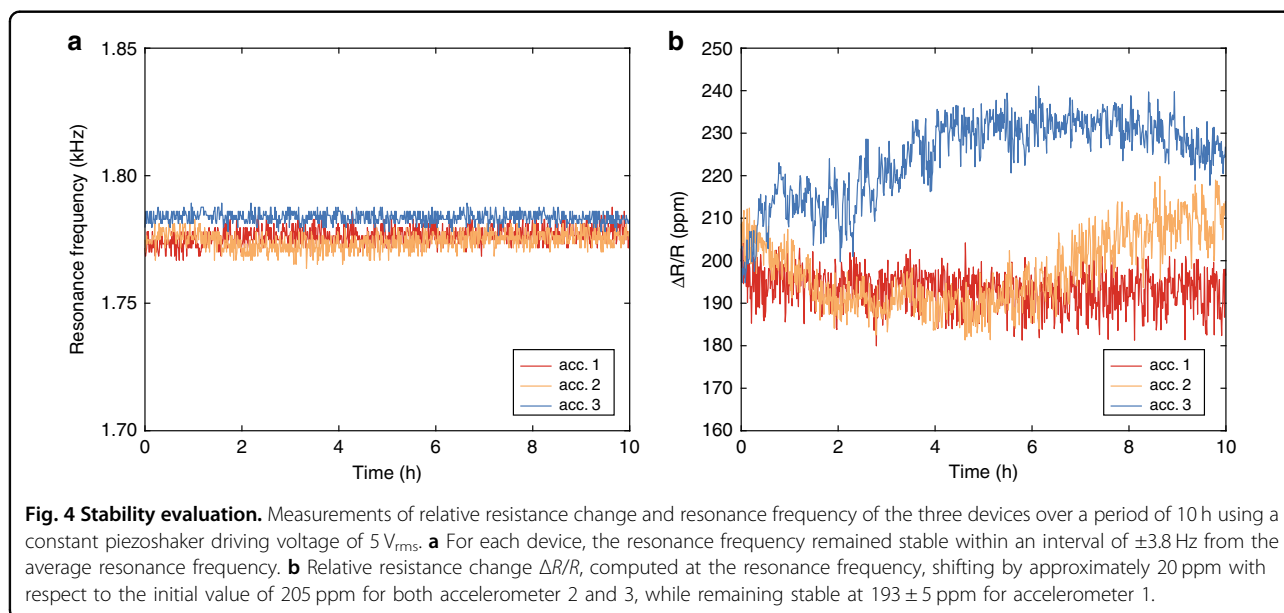 a
1.85
1.80
1.75
1.70
Resonance frequency (kHz)
0 2 4 6 8 10
Time (h)
acc. 1
acc. 2
acc. 3
b
250
240
230
220
210
200
190
180
170
160
ΔR/R (ppm)
0 2 4 6 8 10
Time (h)
acc. 1
acc. 2
acc. 3
Fig. 4 Stability evaluation. Measurements of relative resistance change and resonance frequency of the three devices over a period of 10 h using a
constant piezoshaker driving voltage of 5 Vrms. a For each device, the resonance frequency remained stable within an interval of ±3.8 Hz from the
average resonance frequency. b Relative resistance change ΔR/R, computed at the resonance frequency, shifting by approximately 20 ppm with
respect to the initial value of 205 ppm for both accelerometer 2 and 3, while remaining stable at 193 ± 5 ppm for accelerometer 1.